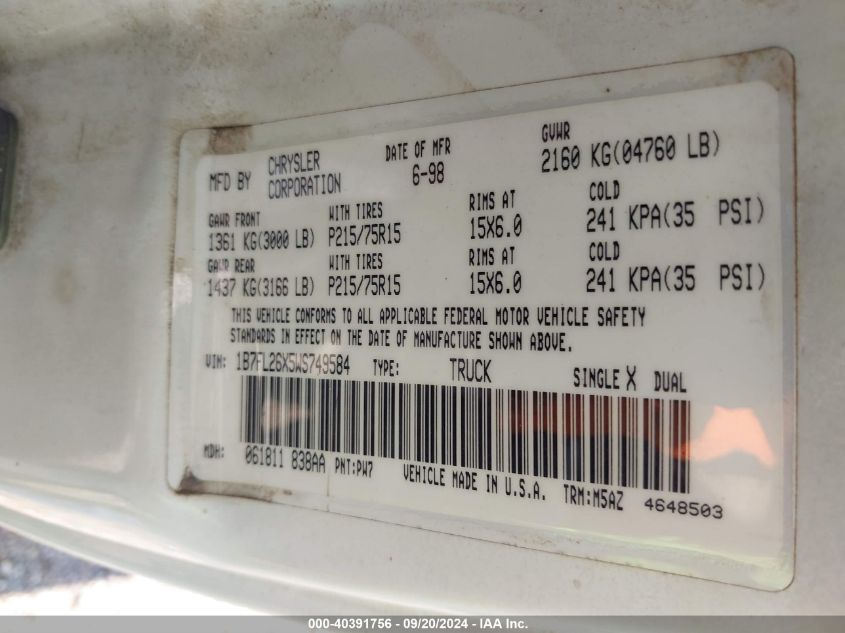 MFD BY CHRYSLER CORPORATION DATE OF MFR 6-98 GVWR 2160 KG(04760 LB)
GAWR FRONT WITH TIRES RIMS AT COLD
1361 KG(3000 LB) P215/75R15 15X6.0 241 KPA(35 PSI)
GAWR REAR WITH TIRES RIMS AT COLD
1437 KG(3166 LB) P215/75R15 15X6.0 241 KPA(35 PSI)
THIS VEHICLE CONFORMS TO ALL APPLICABLE FEDERAL MOTOR VEHICLE SAFETY
STANDARDS IN EFFECT ON THE DATE OF MANUFACTURE SHOWN ABOVE.
VIN: 1B7FL26X5WS749584 TYPE: TRUCK SINGLE X DUAL
MDH: 061811 838AA PNT:PW7 VEHICLE MADE IN U.S.A. TRM:M5AZ 4648503
000-40391756 - 09/20/2024 - IAA Inc.